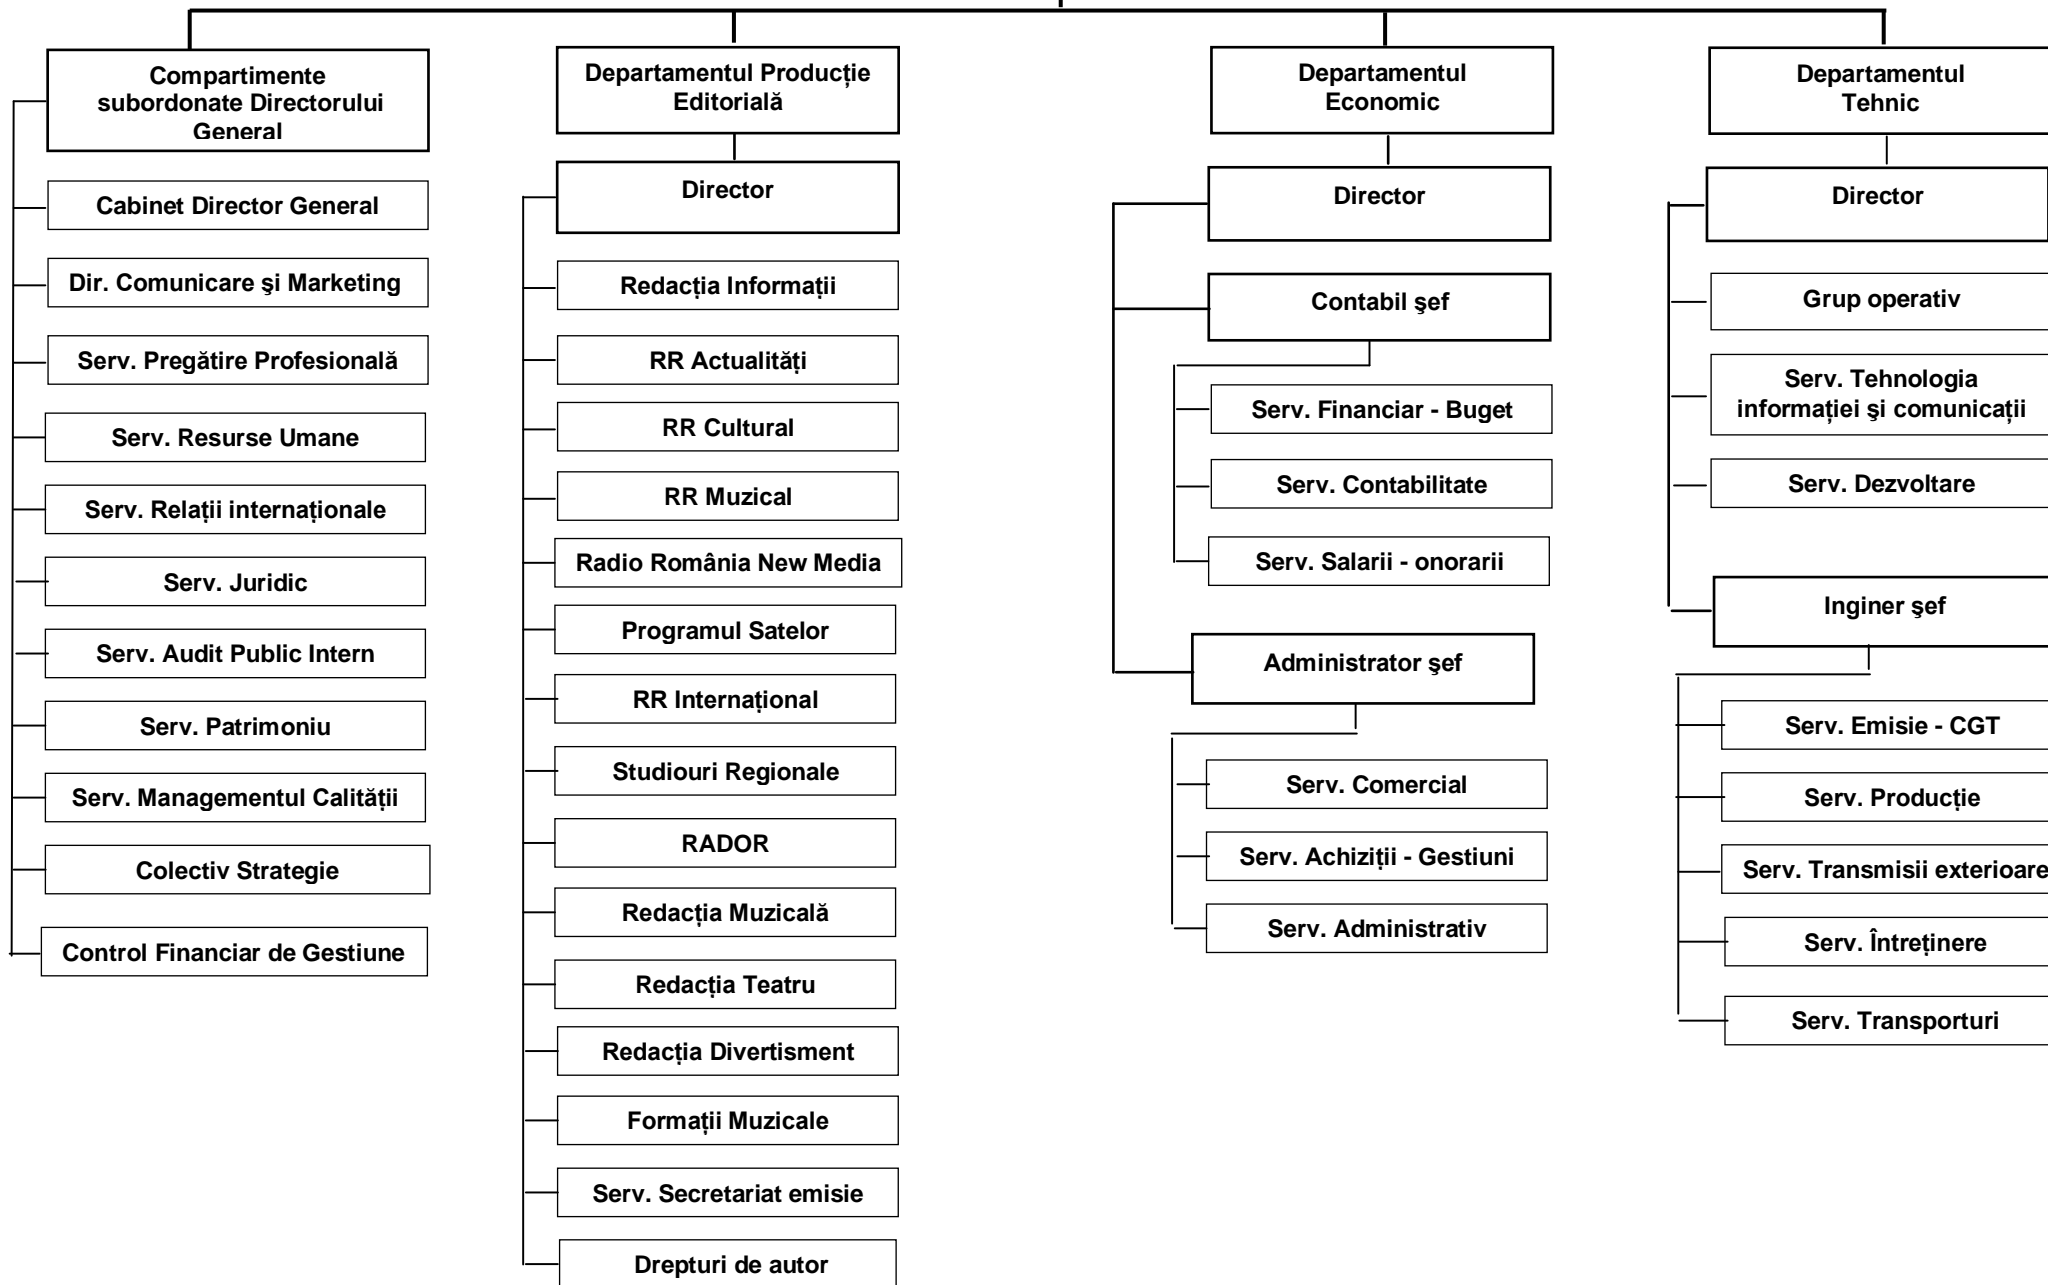 Compartimente
subordonate Directorului
General
Cabinet Director General
Dir. Comunicare şi Marketing
Serv. Pregătire Profesională
Serv. Resurse Umane
Serv. Relații internaționale
Serv. Juridic
Serv. Audit Public Intern
Serv. Patrimoniu
Serv. Managementul Calității
Colectiv Strategie
Control Financiar de Gestiune
Departamentul Producție
Editorială
Director
Redacția Informații
RR Actualități
RR Cultural
RR Muzical
Radio România New Media
Programul Satelor
RR Internațional
Studiouri Regionale
RADOR
Redacția Muzicală
Redacția Teatru
Redacția Divertisment
Formații Muzicale
Serv. Secretariat emisie
Drepturi de autor
Departamentul
Economic
Director
Contabil şef
Serv. Financiar - Buget
Serv. Contabilitate
Serv. Salarii - onorarii
Administrator şef
Serv. Comercial
Serv. Achiziții - Gestiuni
Serv. Administrativ
Departamentul
Tehnic
Director
Grup operativ
Serv. Tehnologia
informației şi comunicații
Serv. Dezvoltare
Inginer şef
Serv. Emisie - CGT
Serv. Producție
Serv. Transmisii exterioare
Serv. Întreținere
Serv. Transporturi